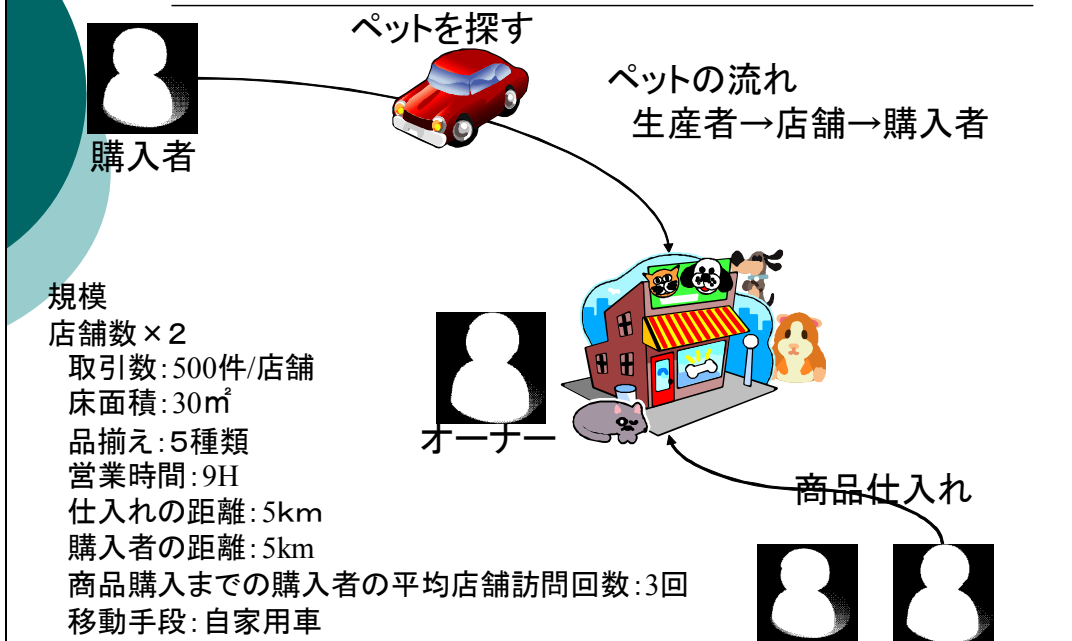 ペットを探す
ペットの流れ
生産者→店舗→購入者
購入者
規模
店舗数×２
取引数:500件/店舗
床面積:30㎡
品揃え:５種類
営業時間:9H
仕入れの距離:5ｋｍ
購入者の距離:5km
商品購入までの購入者の平均店舗訪問回数:3回
移動手段:自家用車
オーナー
商品仕入れ